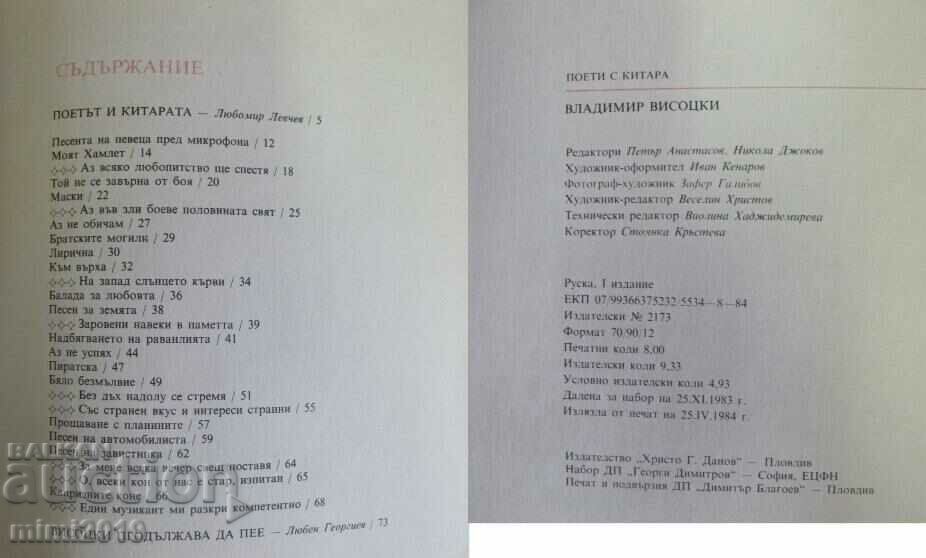 СЪДЪРЖАНИЕ
ПОЕТЪТ И КИТАРАТА — Любомир Левчев / 5
Песента на певеца пред микрофона / 12
Моят Хамлет / 14
◇◇◇ Аз всяко любопитство ще спестя / 18
Той не се завърна от боя / 20
Маски / 22
◇◇◇ Аз във зли боеве половината свят / 25
Аз не обичам / 27
Братските могили / 29
Лирична / 30
Към върха / 32
◇◇◇ На запад слънцето кърви / 34
Балада за любовта / 36
Песен за земята / 38
◇◇◇ Заровени навеки в паметта / 39
Надбягването на раванлията / 41
Аз не успях / 44
Пиратска / 47
Бяло безмълвие / 49
◇◇◇ Без дъх надолу се стремя / 51
◇◇◇ Със странен вкус и интереси странни / 55
Прощаване с планините / 57
Песен на автомобилиста / 59
Песен на завистника / 62
◇◇◇ За мене всяка вечер свещ поставя / 64
◇◇◇ И всеки кон от нас е стар, изпитан / 65
Капризните коне / 66
◇◇◇ Един музикант ми разкри компетентно / 68
ВИСОЦКИ ПРОДЪЛЖАВА ДА ПЕЕ — Любен Георгиев / 73
БАЛКАН
auction
mimi2019
ПОЕТИ С КИТАРА
ВЛАДИМИР ВИСОЦКИ
Редактори Петър Анастасов, Никола Джоков
Художник-оформител Иван Кенаров
Фотограф-художник Зафер Галибов
Художник-редактор Веселин Христов
Технически редактор Виолина Хаджидемирева
Коректор Стоянка Кръстева
Руска, I издание
ЕКП 07/99366375232/5534—8—84
Издателски № 2173
Формат 70/90/12
Печатни коли 8,00
Издателски коли 9,33
Условно издателски коли 4,93
Дадена за набор на 25.XI.1983 г.
Излязла от печат на 25.IV.1984 г.
Издателство „Христо Г. Данов“ — Пловдив
Набор ДП „Георги Димитров“ — София, ЕЦФН
Печат и подвързия ДП „Димитър Благоев“ — Пловдив